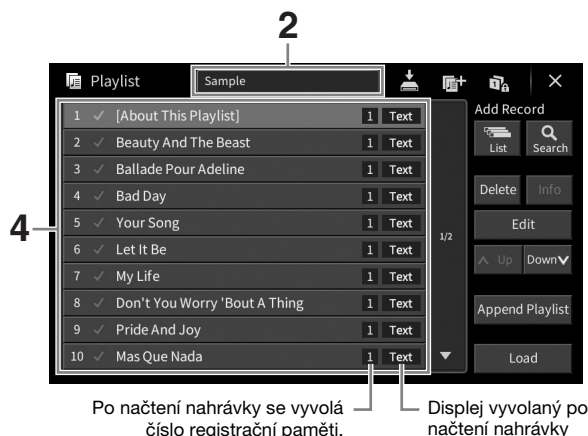 2
Playlist Sample
Add Record
1 [About This Playlist] 1 Text
2 Beauty And The Beast 1 Text
3 Ballade Pour Adeline 1 Text
4 Bad Day 1 Text
5 Your Song 1 Text
6 Let It Be 1 Text
7 My Life 1 Text
8 Don't You Worry 'Bout A Thing 1 Text
9 Pride And Joy 1 Text
10 Mas Que Nada 1 Text
4
1/2
List Search
Delete Info
Edit
Up Down
Append Playlist
Load
Po načtení nahrávky se vyvolá
číslo registrační paměti.
Displej vyvolaný po
načtení nahrávky